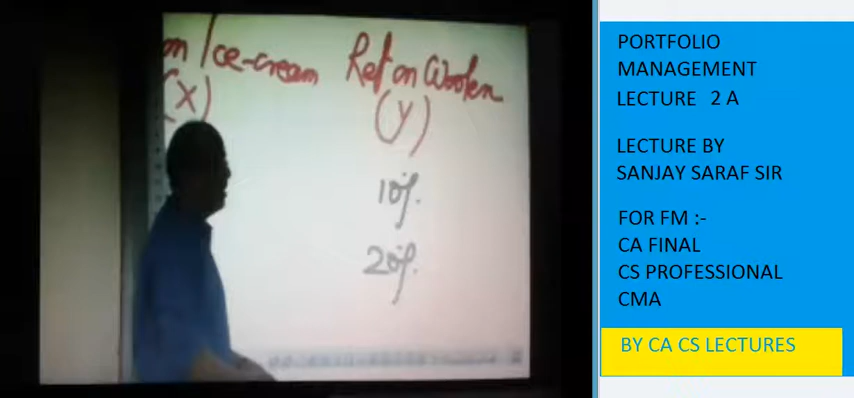 on Ice-cream Ret on Woolen
(X) (Y)
10%.
20%.
PORTFOLIO
MANAGEMENT
LECTURE 2 A
LECTURE BY
SANJAY SARAF SIR
FOR FM :-
CA FINAL
CS PROFESSIONAL
CMA
BY CA CS LECTURES